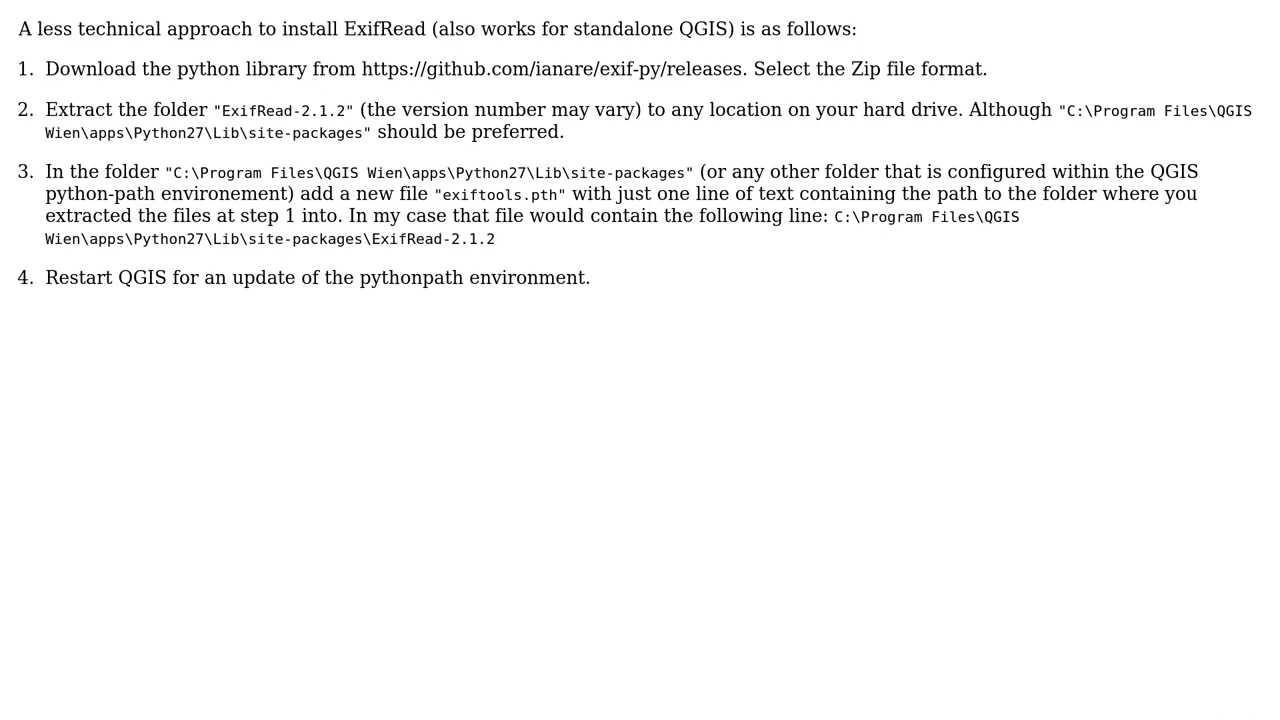 A less technical approach to install ExifRead (also works for standalone QGIS) is as follows:
1. Download the python library from https://github.com/ianare/exif-py/releases. Select the Zip file format.
2. Extract the folder "ExifRead-2.1.2" (the version number may vary) to any location on your hard drive. Although "C:\Program Files\QGIS
Wien\apps\Python27\Lib\site-packages" should be preferred.
3. In the folder "C:\Program Files\QGIS Wien\apps\Python27\Lib\site-packages" (or any other folder that is configured within the QGIS
python-path environement) add a new file "exiftools.pth" with just one line of text containing the path to the folder where you
extracted the files at step 1 into. In my case that file would contain the following line: C:\Program Files\QGIS
Wien\apps\Python27\Lib\site-packages\ExifRead-2.1.2
4. Restart QGIS for an update of the pythonpath environment.